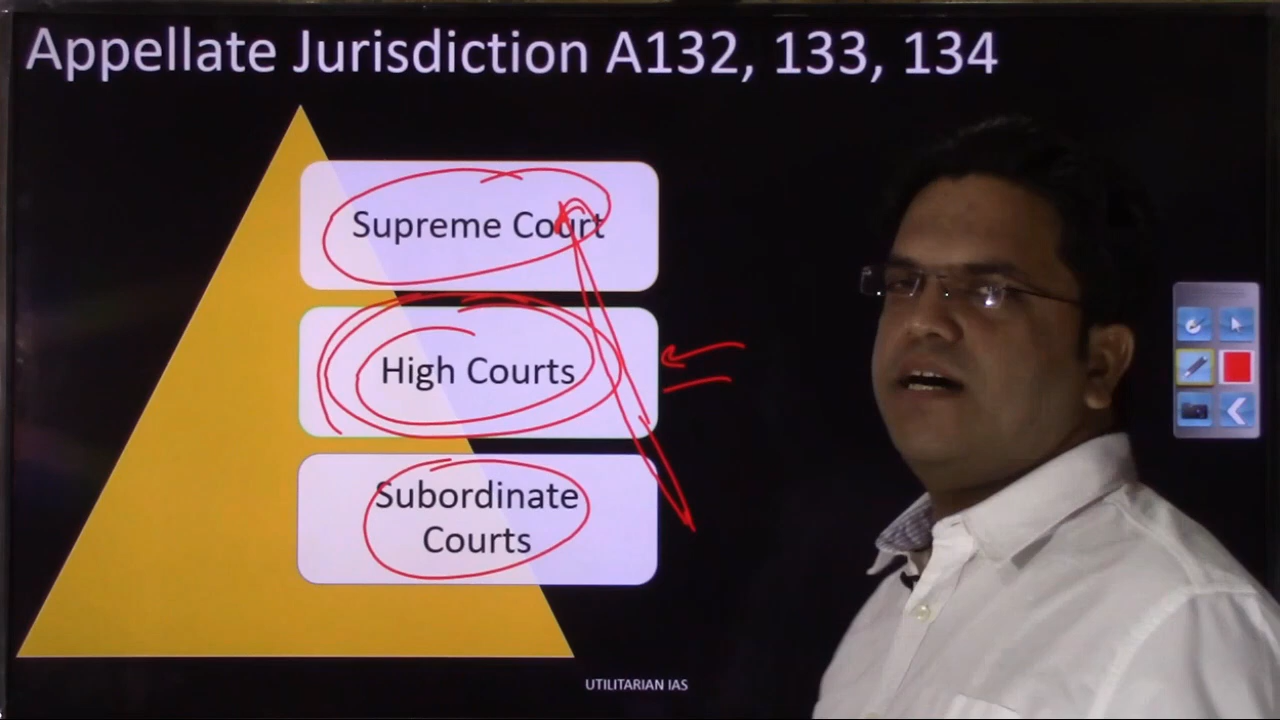 Appellate Jurisdiction A132, 133, 134
Supreme Court
High Courts
Subordinate
Courts
UTILITARIAN IAS